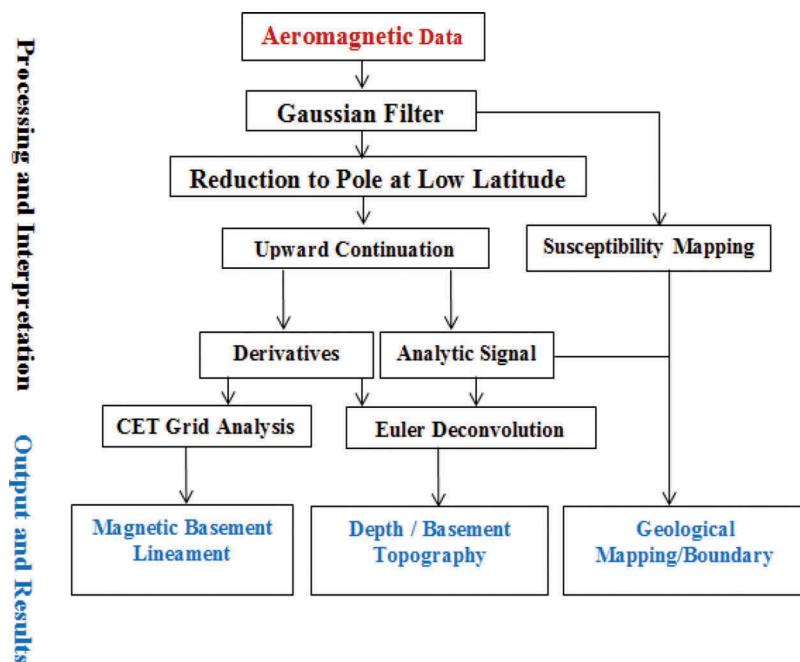 Processing and Interpretation
Output and Results
Aeromagnetic Data
Gaussian Filter
Reduction to Pole at Low Latitude
Upward Continuation
Susceptibility Mapping
Derivatives
Analytic Signal
CET Grid Analysis
Euler Deconvolution
Magnetic Basement
Lineament
Depth / Basement
Topography
Geological
Mapping/Boundary